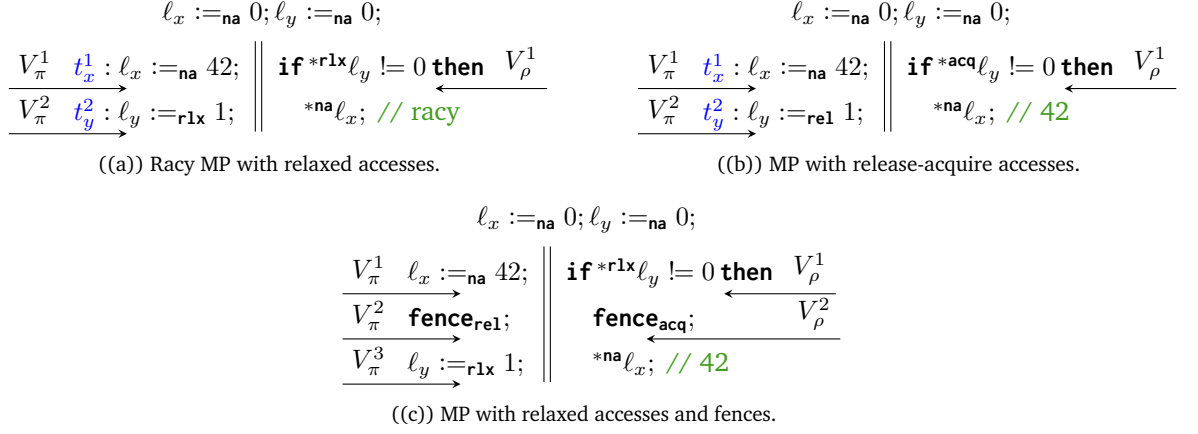 ℓ_x :=_na 0; ℓ_y :=_na 0;
V_π^1 t_x^1 : ℓ_x :=_na 42; if *^rlx ℓ_y != 0 then V_ρ^1
V_π^2 t_y^2 : ℓ_y :=_rlx 1; *^na ℓ_x; // racy
((a)) Racy MP with relaxed accesses.
ℓ_x :=_na 0; ℓ_y :=_na 0;
V_π^1 t_x^1 : ℓ_x :=_na 42; if *^acq ℓ_y != 0 then V_ρ^1
V_π^2 t_y^2 : ℓ_y :=_rel 1; *^na ℓ_x; // 42
((b)) MP with release-acquire accesses.
ℓ_x :=_na 0; ℓ_y :=_na 0;
V_π^1 ℓ_x :=_na 42; if *^rlx ℓ_y != 0 then V_ρ^1
V_π^2 fence_rel; fence_acq; V_ρ^2
V_π^3 ℓ_y :=_rlx 1; *^na ℓ_x; // 42
((c)) MP with relaxed accesses and fences.